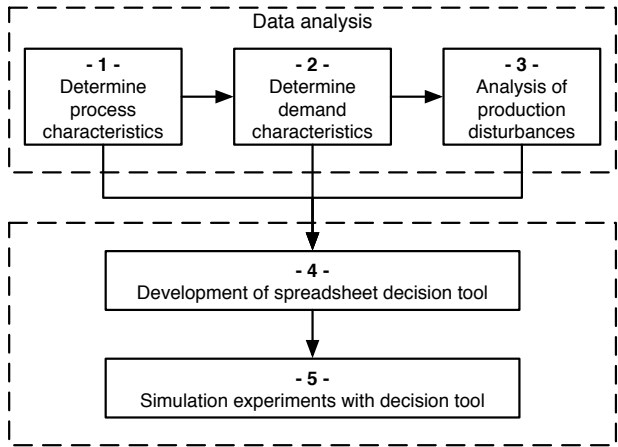 Data analysis
- 1 -
Determine
process
characteristics
- 2 -
Determine
demand
characteristics
- 3 -
Analysis of
production
disturbances
- 4 -
Development of spreadsheet decision tool
- 5 -
Simulation experiments with decision tool